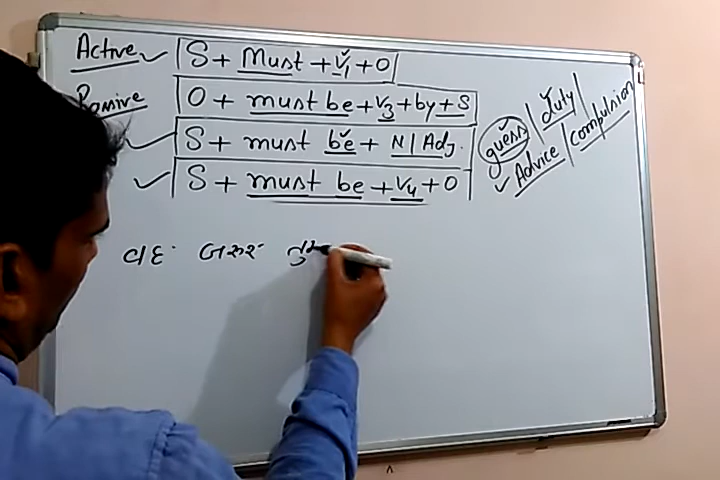 Active ✓ S + Must + V1 + O
Passive O + must be + V3 + by + S
✓ S + must be + N | Adj.
✓ S + must be + V4 + O
guess / Duty /
✓ Advice / Compulsion